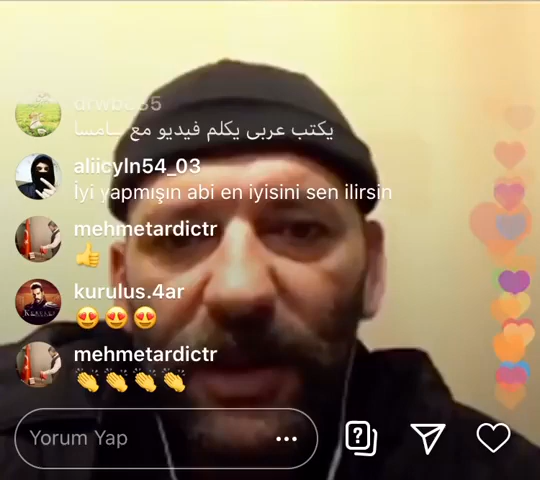 يكتب عربى يكلم فيديو مع
aliicyln54_03
İyi yapmışın abi en iyisini sen ilirsin
mehmetardictr
👍
kurulus.4ar
😍😍😍
mehmetardictr
👏👏👏👏
Yorum Yap